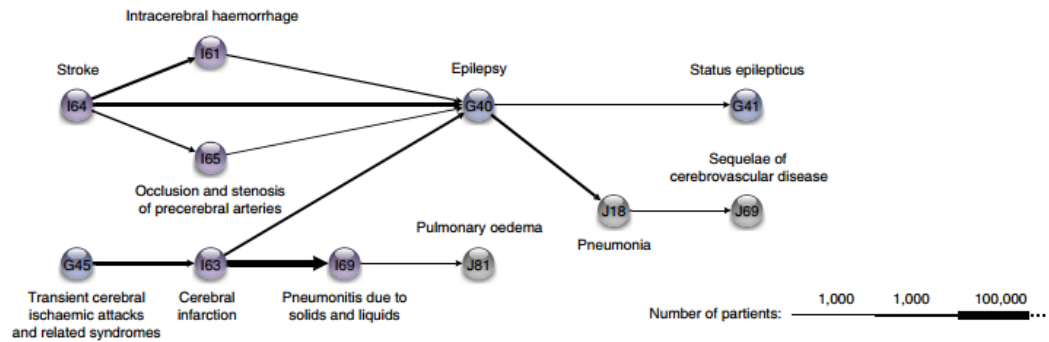 Intracerebral haemorrhage
I61
Stroke
Epilepsy
Status epilepticus
I64
G40
G41
I65
Occlusion and stenosis
of precerebral arteries
Sequelae of
cerebrovascular disease
J18
J69
Pneumonia
Pulmonary oedema
G45
I63
I69
J81
Transient cerebral
ischaemic attacks
and related syndromes
Cerebral
infarction
Pneumonitis due to
solids and liquids
1,000
1,000
100,000
Number of partients: